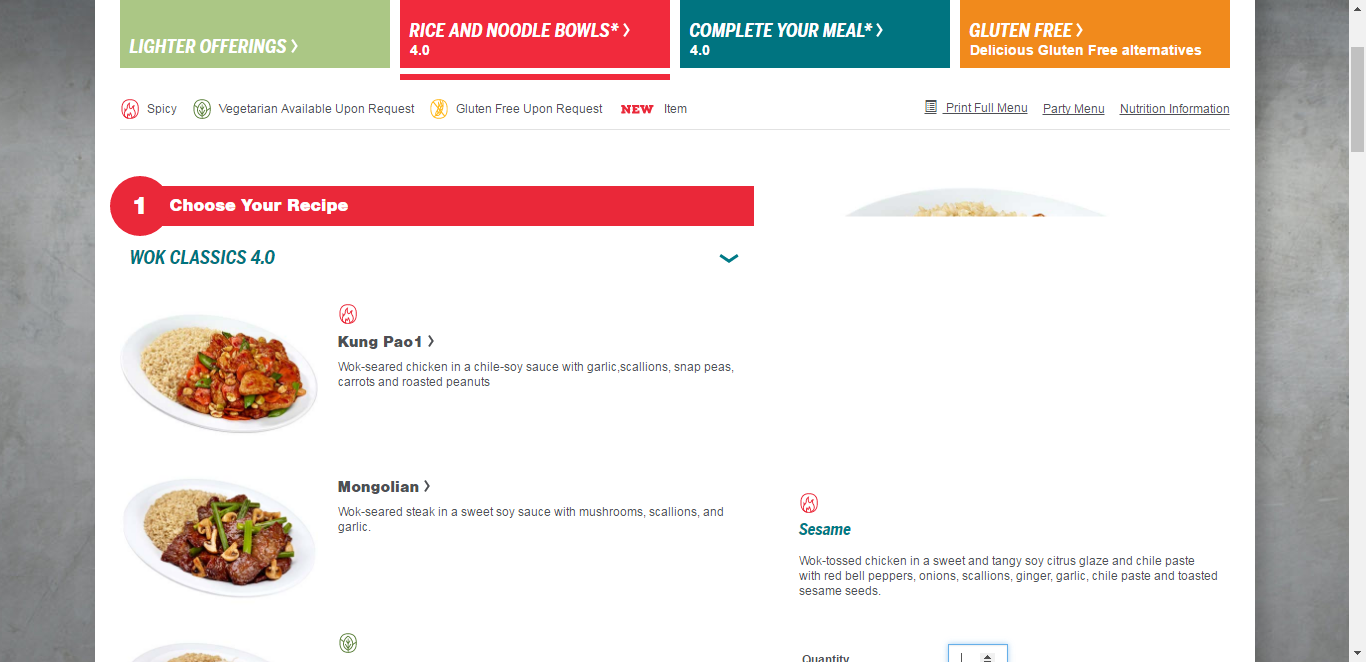 LIGHTER OFFERINGS >
RICE AND NOODLE BOWLS* >
4.0
COMPLETE YOUR MEAL* >
4.0
GLUTEN FREE >
Delicious Gluten Free alternatives
Spicy Vegetarian Available Upon Request Gluten Free Upon Request NEW Item Print Full Menu Party Menu Nutrition Information
1 Choose Your Recipe
WOK CLASSICS 4.0
Kung Pao1 >
Wok-seared chicken in a chile-soy sauce with garlic,scallions, snap peas,
carrots and roasted peanuts
Mongolian >
Wok-seared steak in a sweet soy sauce with mushrooms, scallions, and
garlic.
Sesame
Wok-tossed chicken in a sweet and tangy soy citrus glaze and chile paste
with red bell peppers, onions, scallions, ginger, garlic, chile paste and toasted
sesame seeds.
Quantity